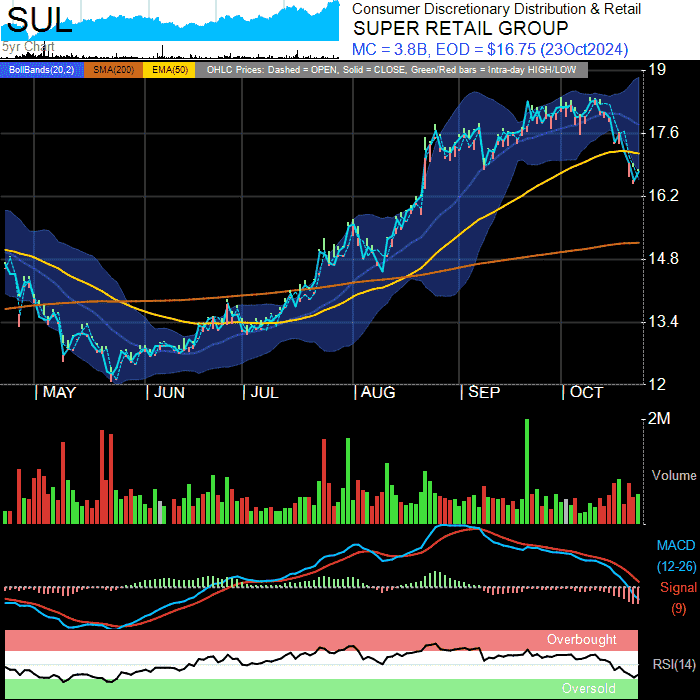 SUL
5yr Chart
Consumer Discretionary Distribution & Retail
SUPER RETAIL GROUP
MC = 3.8B, EOD = $16.75 (23Oct2024)
BollBands(20,2) SMA(200) EMA(50) OHLC Prices: Dashed = OPEN, Solid = CLOSE, Green/Red bars = Intra-day HIGH/LOW
19
17.6
16.2
14.8
13.4
12
MAY JUN JUL AUG SEP OCT
2M
Volume
MACD
(12-26)
Signal
(9)
Overbought
RSI(14)
Oversold